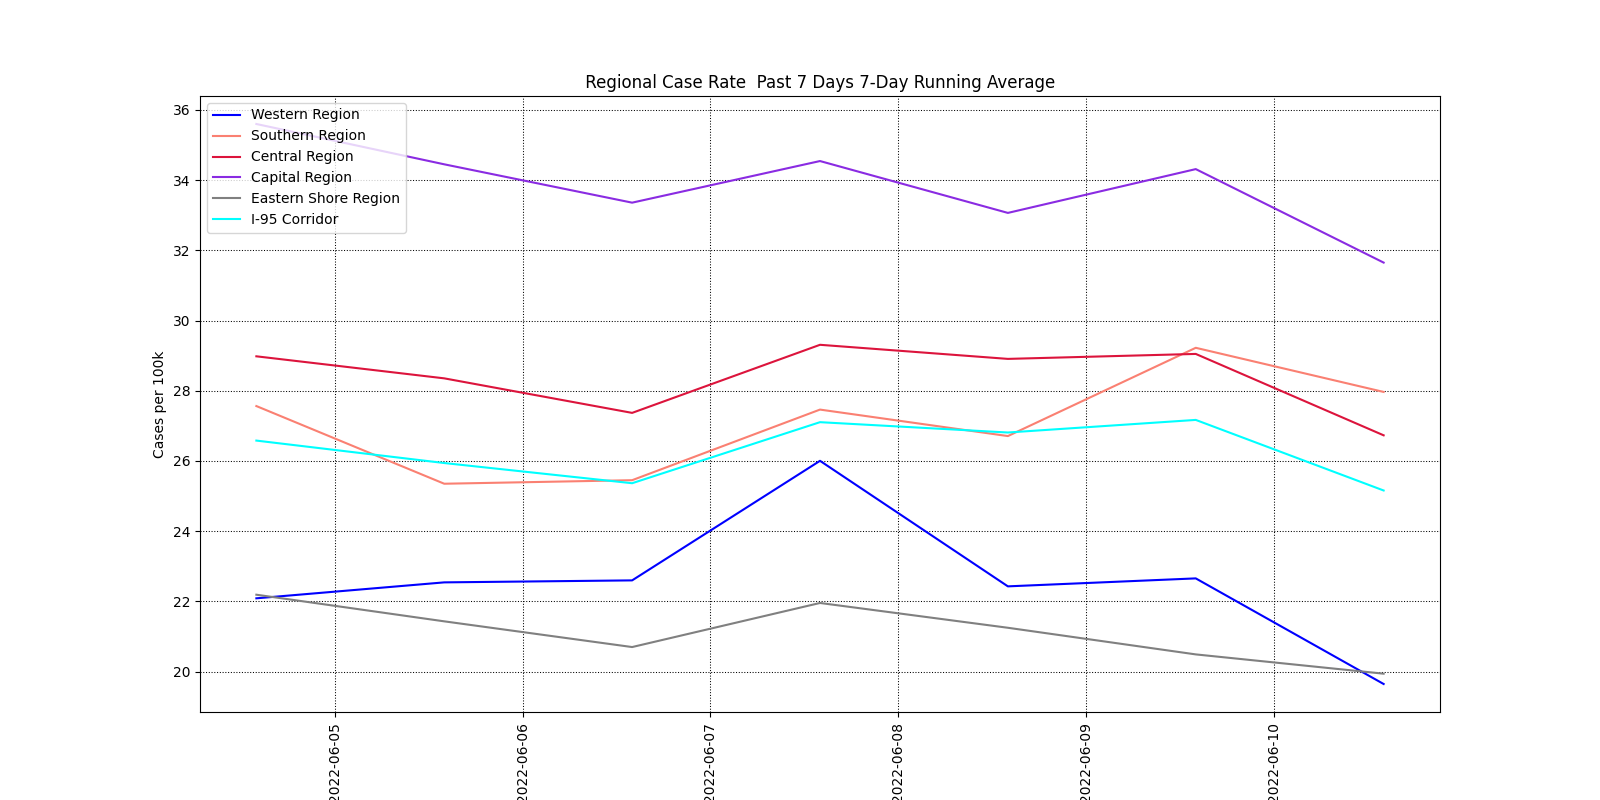 Regional Case Rate  Past 7 Days 7-Day Running Average
Cases per 100k
36
34
32
30
28
26
24
22
20
Western Region
Southern Region
Central Region
Capital Region
Eastern Shore Region
I-95 Corridor
2022-06-05
2022-06-06
2022-06-07
2022-06-08
2022-06-09
2022-06-10